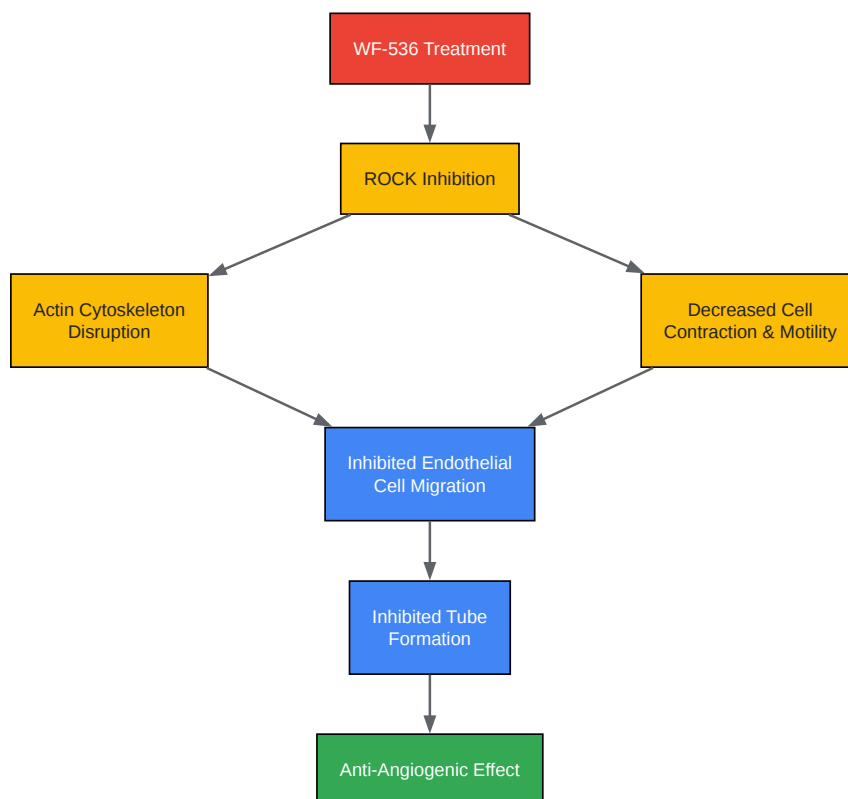 WF-536 Treatment
ROCK Inhibition
Actin Cytoskeleton
Disruption
Decreased Cell
Contraction & Motility
Inhibited Endothelial
Cell Migration
Inhibited Tube
Formation
Anti-Angiogenic Effect